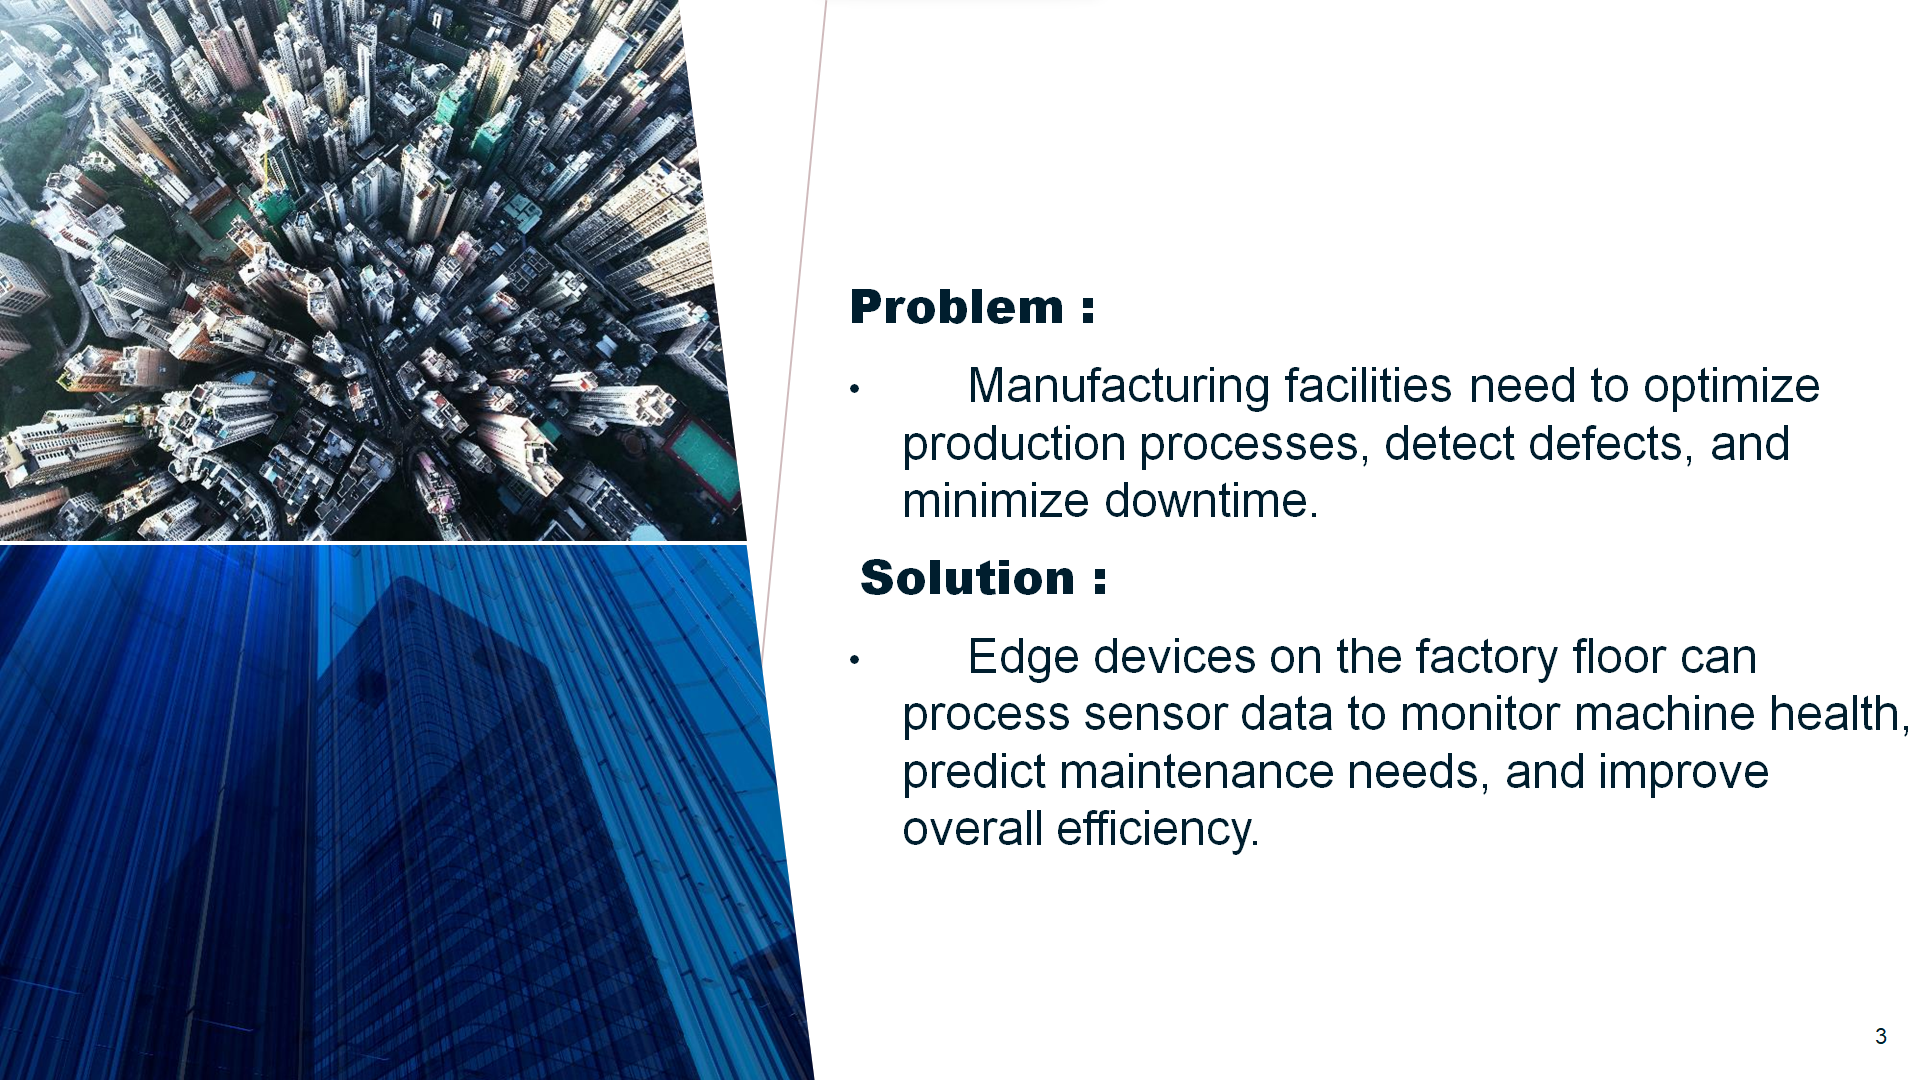 Problem :
• Manufacturing facilities need to optimize
production processes, detect defects, and
minimize downtime.
Solution :
• Edge devices on the factory floor can
process sensor data to monitor machine health,
predict maintenance needs, and improve
overall efficiency.
3